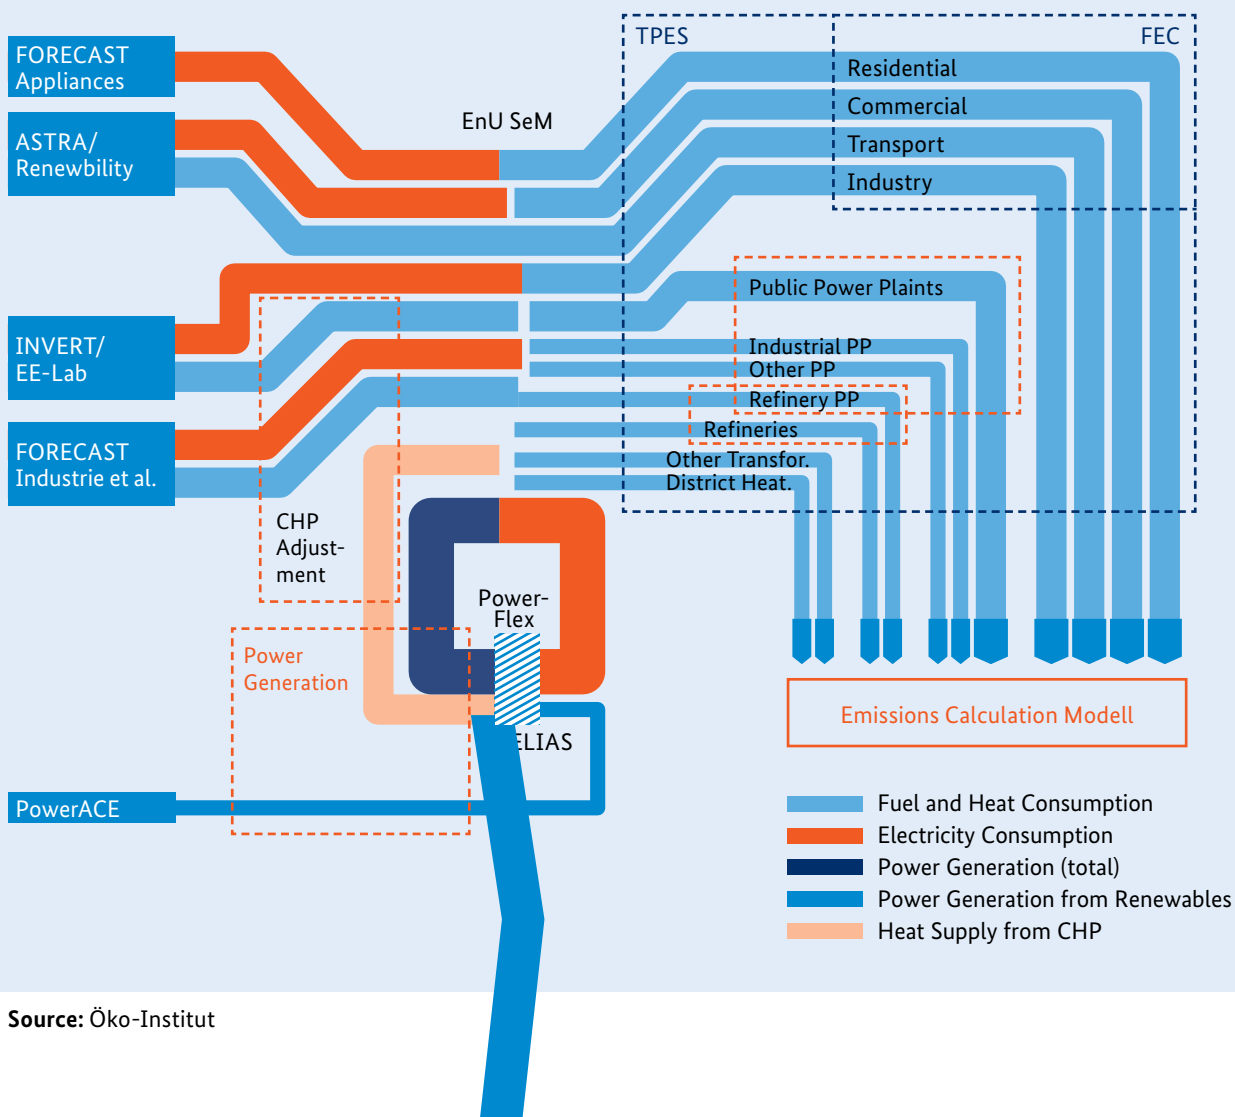 TPES
FEC
FORECAST
Appliances
ASTRA/
Renewbility
EnU SeM
Residential
Commercial
Transport
Industry
INVERT/
EE-Lab
FORECAST
Industrie et al.
Public Power Plaints
Industrial PP
Other PP
Refinery PP
Refineries
Other Transfor.
District Heat.
CHP
Adjust-
ment
Power-
Flex
Power
Generation
ELIAS
PowerACE
Emissions Calculation Modell
Fuel and Heat Consumption
Electricity Consumption
Power Generation (total)
Power Generation from Renewables
Heat Supply from CHP
Source: Öko-Institut